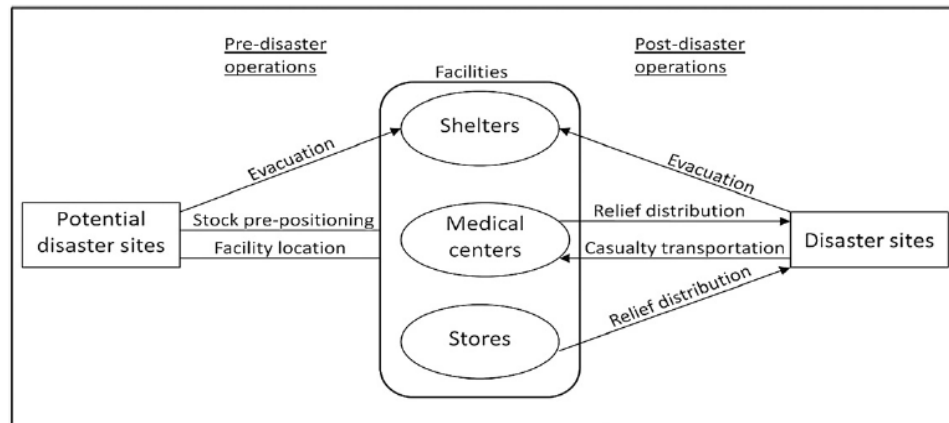 Pre-disaster
operations
Post-disaster
operations
Facilities
Shelters
Evacuation
Evacuation
Potential
disaster sites
Stock pre-positioning
Facility location
Medical
centers
Relief distribution
Casualty transportation
Disaster sites
Relief distribution
Stores